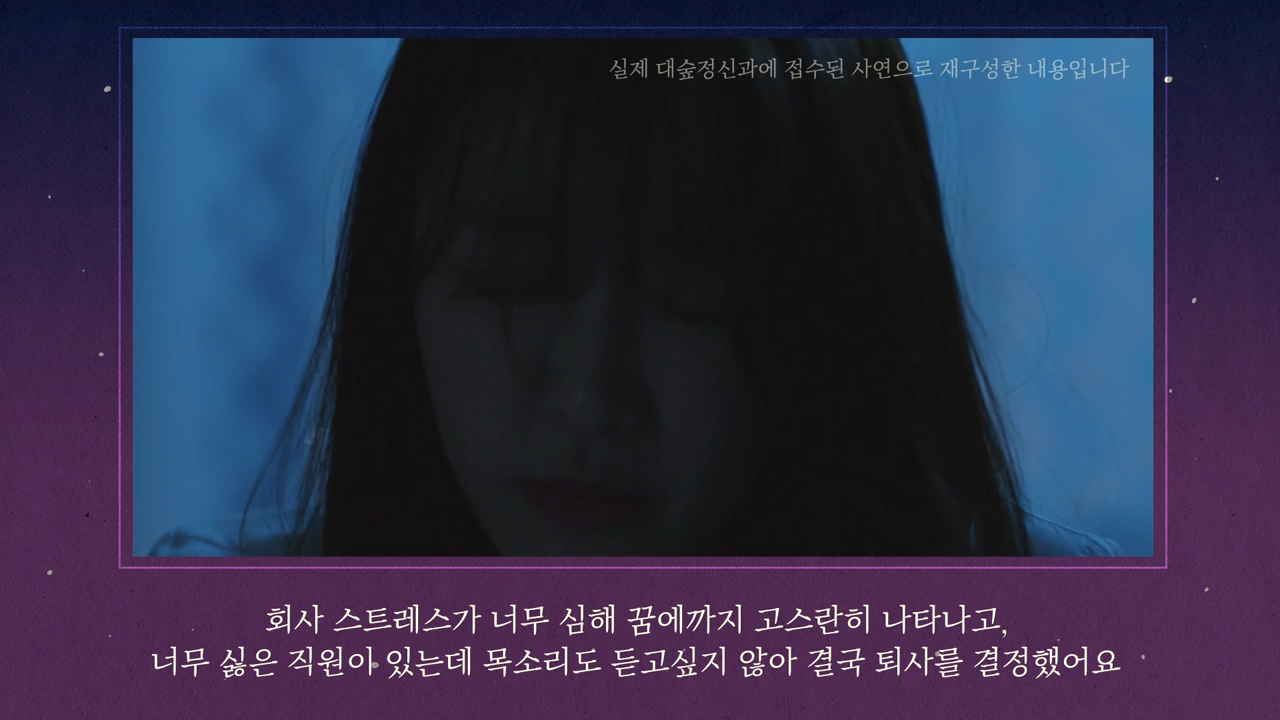 실제 대숲정신과에 접수된 사연으로 재구성한 내용입니다
회사 스트레스가 너무 심해 꿈에까지 고스란히 나타나고,
너무 싫은 직원이 있는데 목소리도 듣고싶지 않아 결국 퇴사를 결정했어요